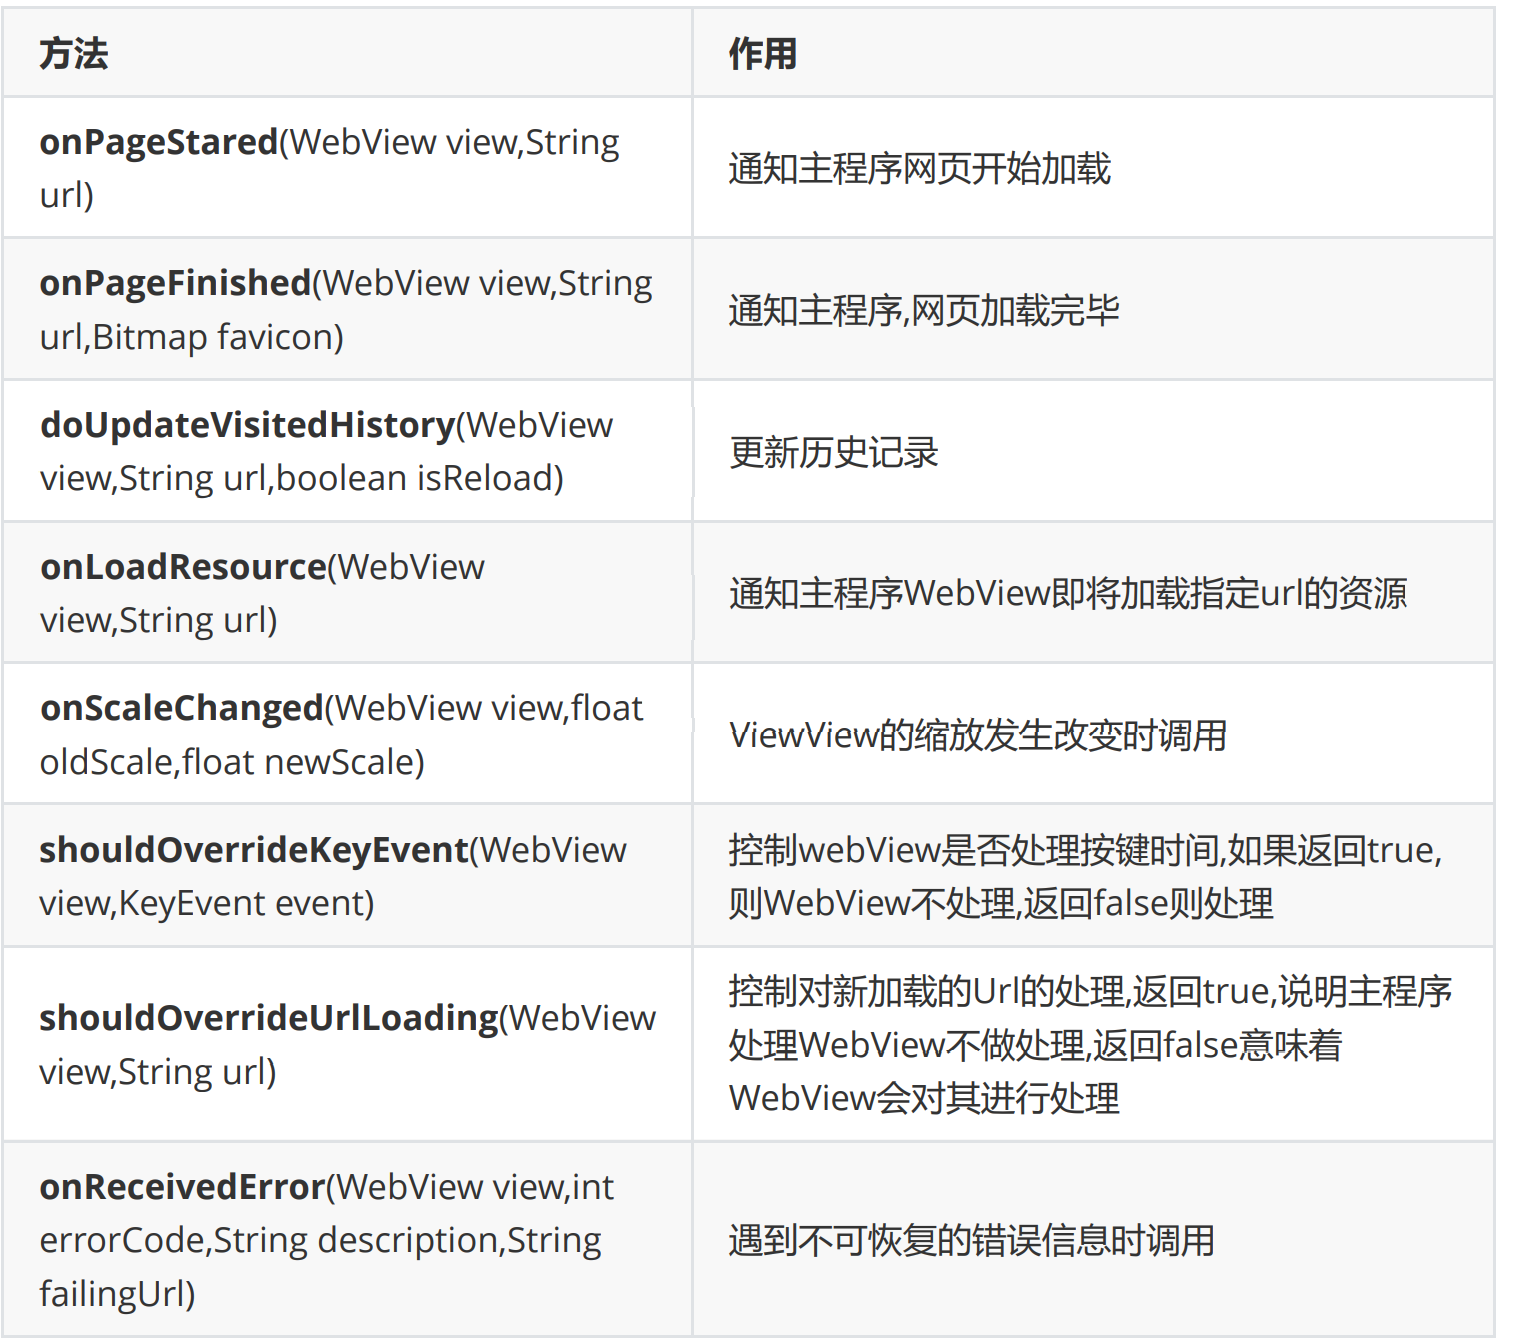 方法
作用
onPageStared(WebView view,String
url)
通知主程序网页开始加载
onPageFinished(WebView view,String
url,Bitmap favicon)
通知主程序,网页加载完毕
doUpdateVisitedHistory(WebView
view,String url,boolean isReload)
更新历史记录
onLoadResource(WebView
view,String url)
通知主程序WebView即将加载指定url的资源
onScaleChanged(WebView view,float
oldScale,float newScale)
ViewView的缩放发生改变时调用
shouldOverrideKeyEvent(WebView
view,KeyEvent event)
控制webView是否处理按键时间,如果返回true,
则WebView不处理,返回false则处理
shouldOverrideUrlLoading(WebView
view,String url)
控制对新加载的Url的处理,返回true,说明主程序
处理WebView不做处理,返回false意味着
WebView会对其进行处理
onReceivedError(WebView view,int
errorCode,String description,String
failingUrl)
遇到不可恢复的错误信息时调用